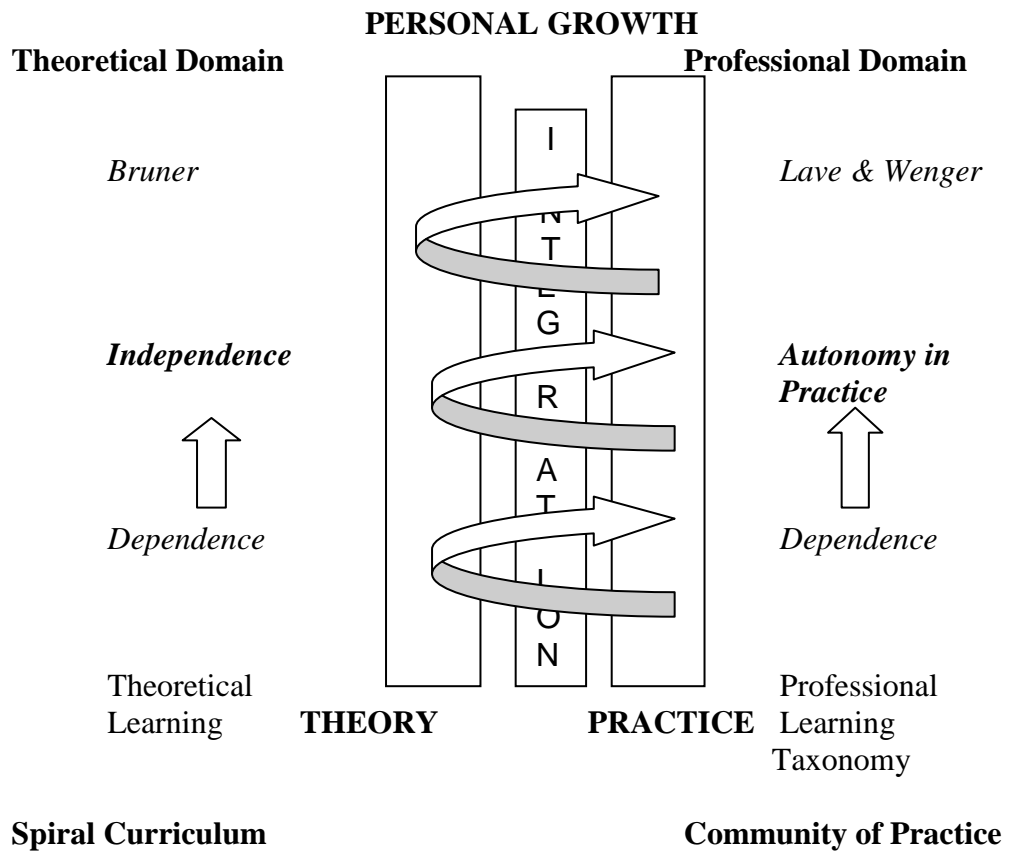 PERSONAL GROWTH
Theoretical Domain Professional Domain
I
N
T
E
G
R
A
T
I
O
N
Bruner Lave & Wenger
Independence Autonomy in
Practice
Dependence Dependence
Theoretical Professional
Learning THEORY PRACTICE Learning
Taxonomy
Spiral Curriculum Community of Practice